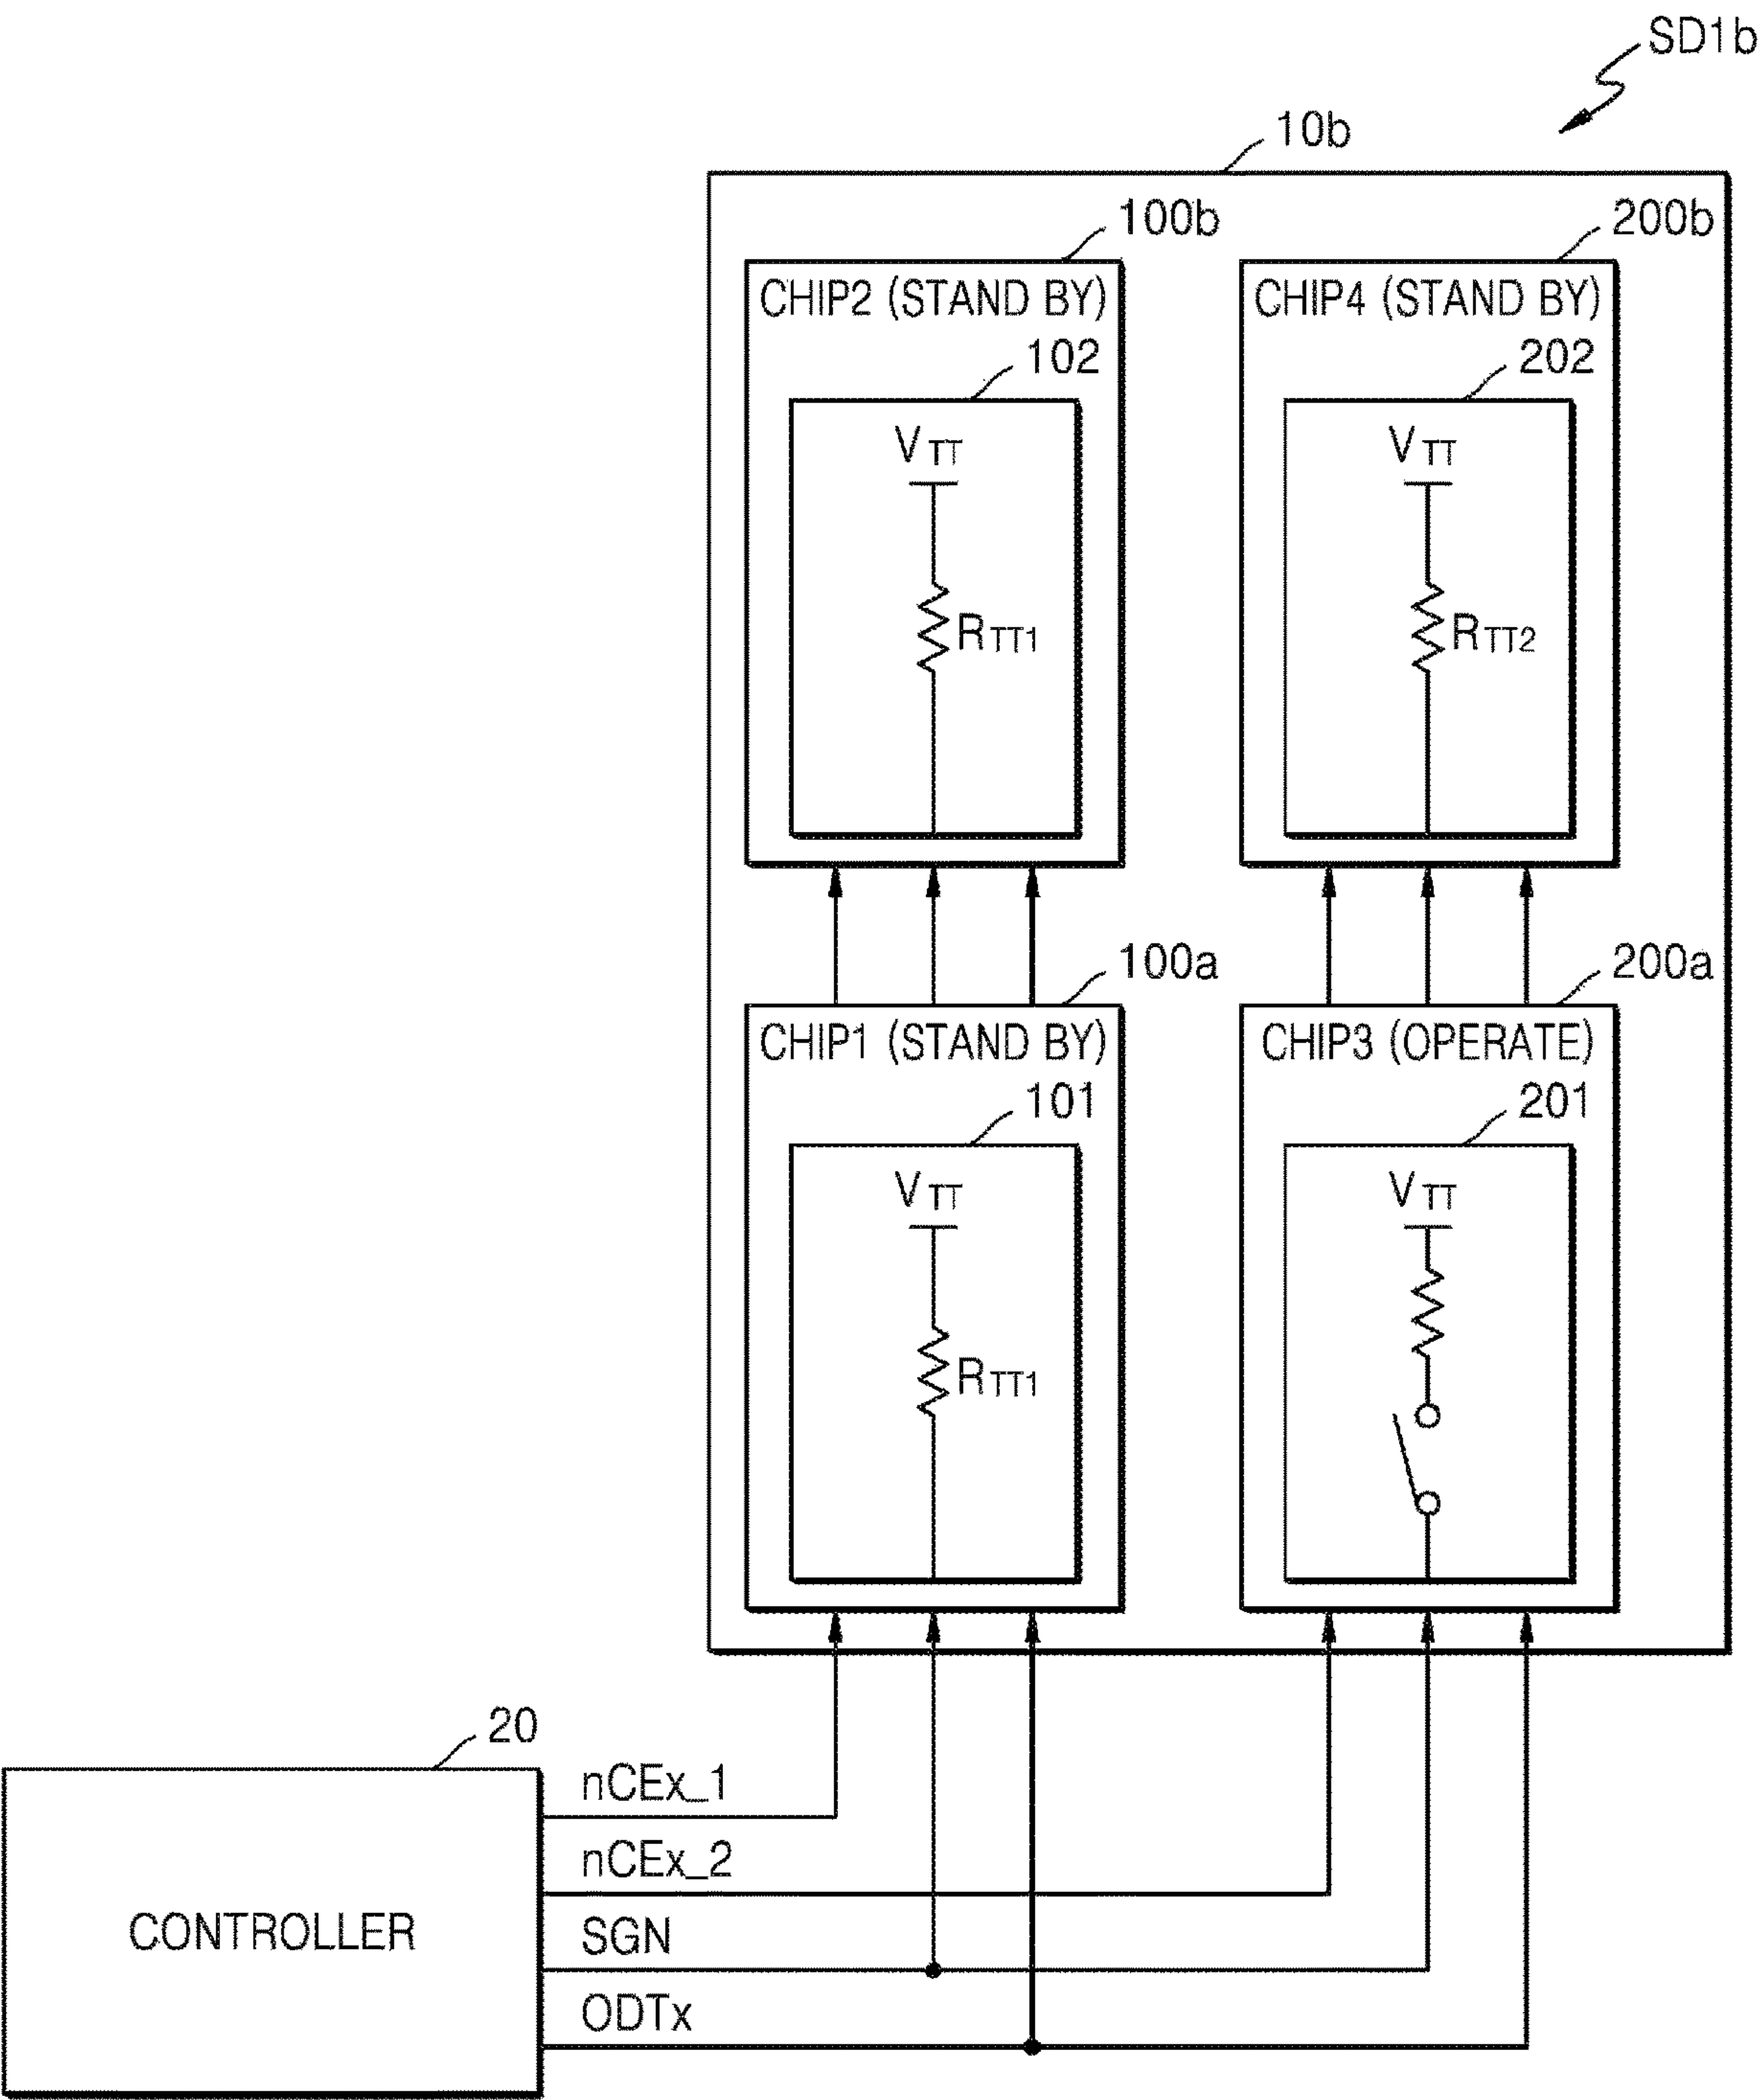 SD1b
10b
100b
200b
CHIP2 (STAND BY)
CHIP4 (STAND BY)
102
202
VTT
VTT
RTT1
RTT2
100a
200a
CHIP1 (STAND BY)
CHIP3 (OPERATE)
101
201
VTT
VTT
RTT1
20
nCEx_1
nCEx_2
CONTROLLER
SGN
ODTx